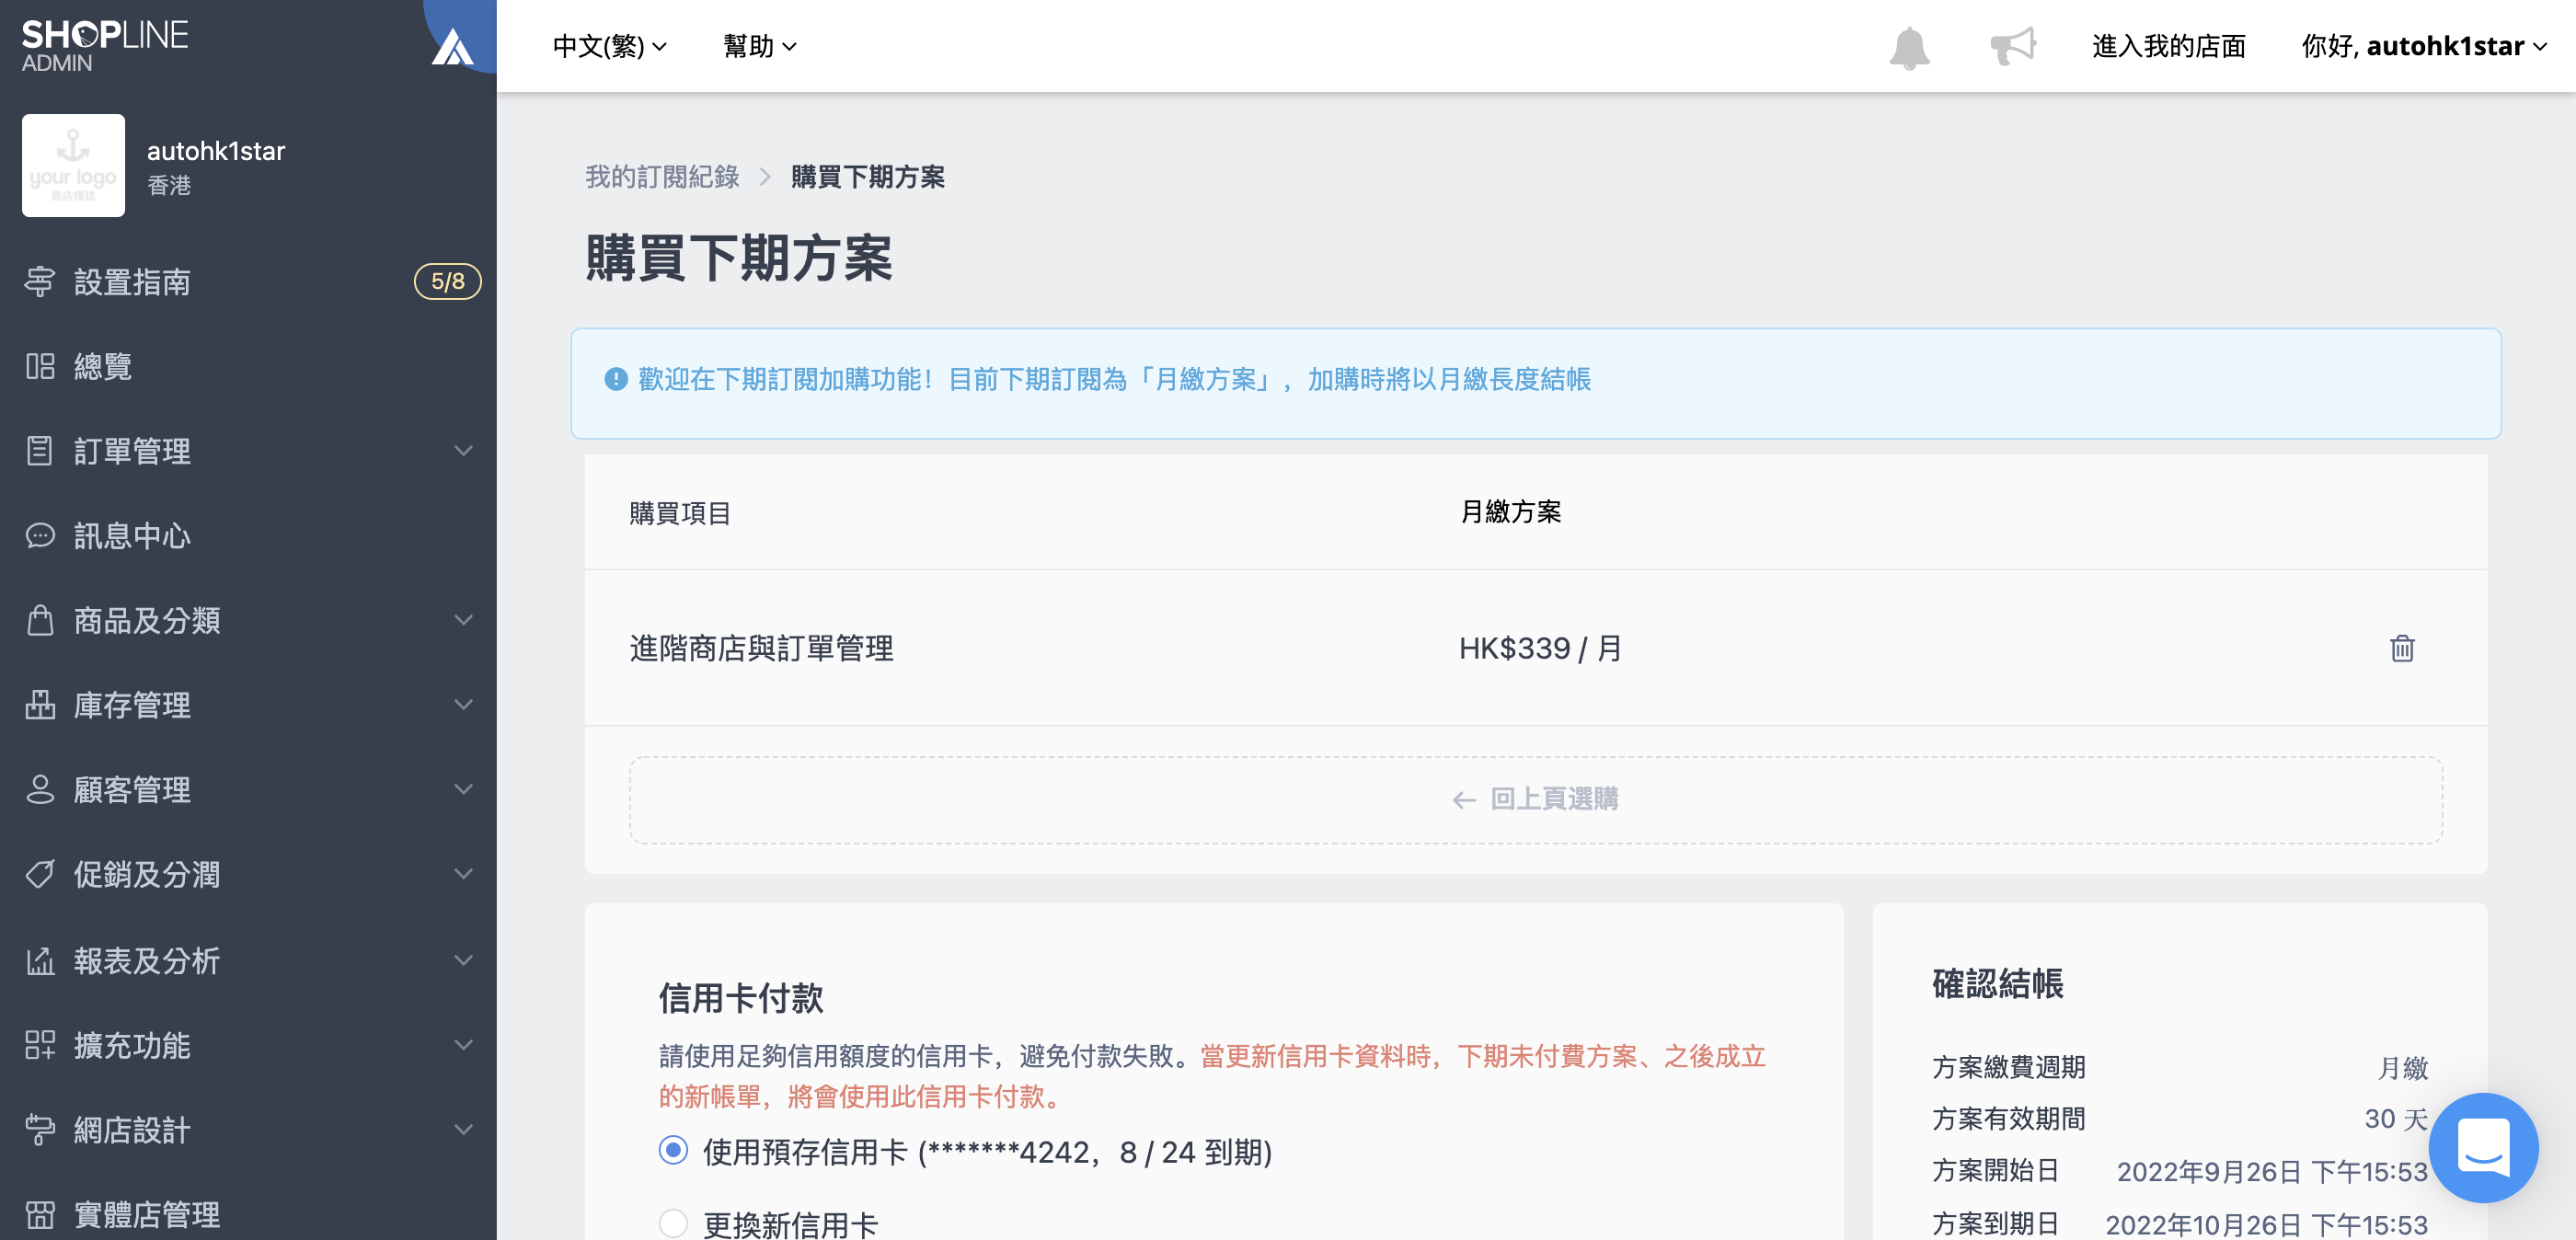 SHOPLINE
ADMIN
中文(繁)
幫助
進入我的店面
你好, autohk1star
your logo
商店標誌
autohk1star
香港
設置指南
5/8
總覽
訂單管理
訊息中心
商品及分類
庫存管理
顧客管理
促銷及分潤
報表及分析
擴充功能
網店設計
實體店管理
我的訂閱紀錄 > 購買下期方案
購買下期方案
歡迎在下期訂閱加購功能！目前下期訂閱為「月繳方案」，加購時將以月繳長度結帳
購買項目
月繳方案
進階商店與訂單管理
HK$339 / 月
← 回上頁選購
信用卡付款
請使用足夠信用額度的信用卡，避免付款失敗。當更新信用卡資料時，下期未付費方案、之後成立
的新帳單，將會使用此信用卡付款。
使用預存信用卡 (*******4242，8 / 24 到期)
更換新信用卡
確認結帳
方案繳費週期 月繳
方案有效期間 30 天
方案開始日 2022年9月26日 下午15:53
方案到期日 2022年10月26日 下午15:53